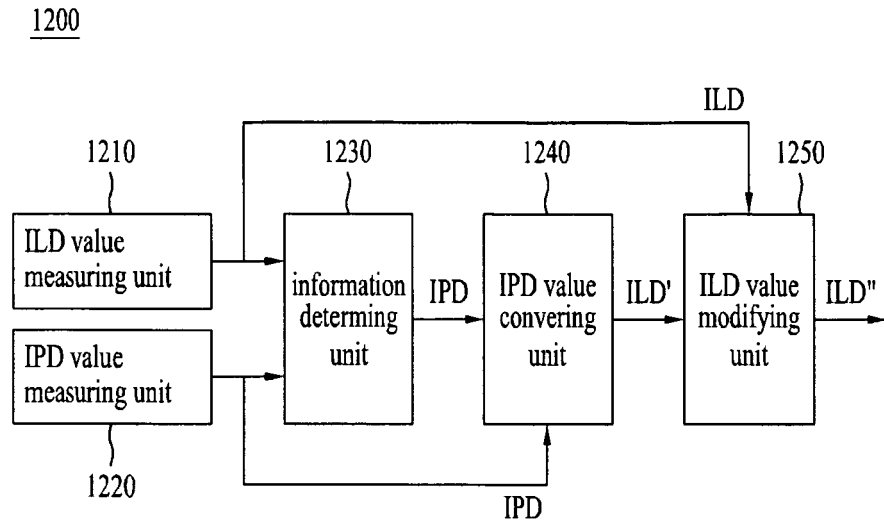 1200
ILD
1210
1230
1240
1250
ILD value
measuring unit
information
determing
unit
IPD
IPD value
convering
unit
ILD'
ILD value
modifying
unit
ILD"
IPD value
measuring unit
1220
IPD